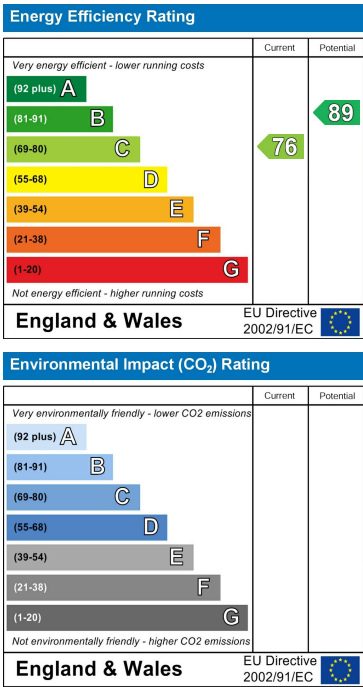 Energy Efficiency Rating
Current Potential
Very energy efficient - lower running costs
(92 plus) A
(81-91) B
89
(69-80) C
76
(55-68) D
(39-54) E
(21-38) F
(1-20) G
Not energy efficient - higher running costs
England & Wales
EU Directive
2002/91/EC
Environmental Impact (CO₂) Rating
Current Potential
Very environmentally friendly - lower CO2 emissions
(92 plus) A
(81-91) B
(69-80) C
(55-68) D
(39-54) E
(21-38) F
(1-20) G
Not environmentally friendly - higher CO2 emissions
England & Wales
EU Directive
2002/91/EC